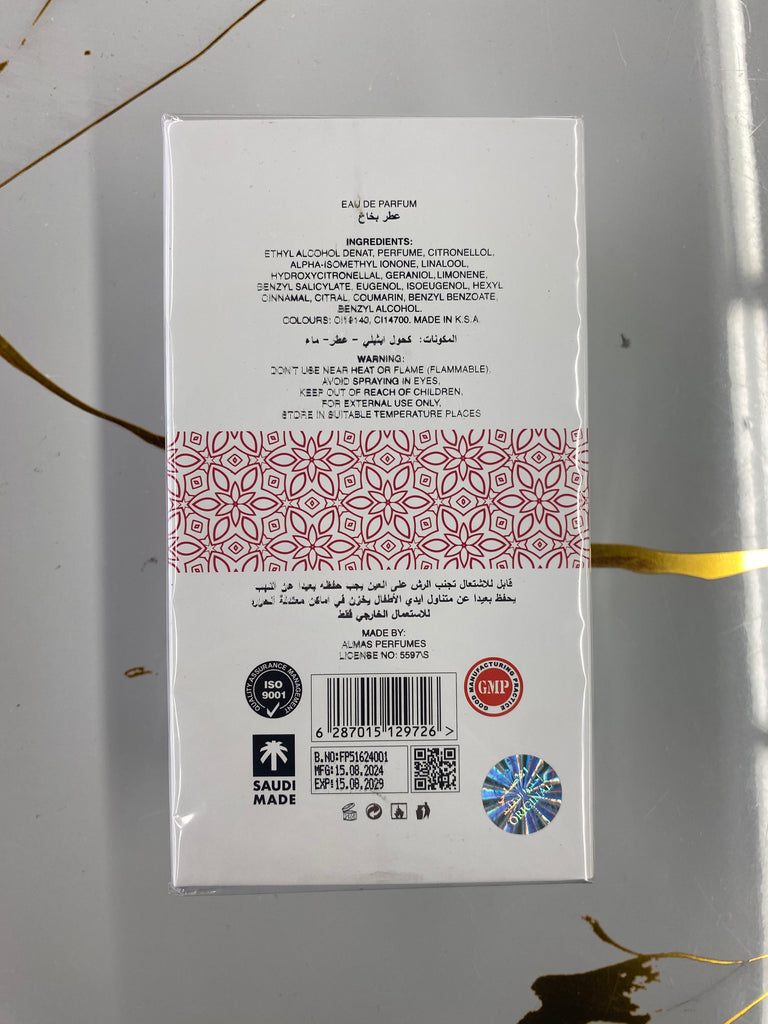 EAU DE PARFUM
عطر بخاخ
INGREDIENTS:
ETHYL ALCOHOL DENAT, PERFUME, CITRONELLOL,
ALPHA-ISOMETHYL IONONE, LINALOOL,
HYDROXYCITRONELLAL, GERANIOL, LIMONENE,
BENZYL SALICYLATE, EUGENOL, ISOEUGENOL, HEXYL
CINNAMAL, CITRAL, COUMARIN, BENZYL BENZOATE,
BENZYL ALCOHOL.
COLOURS: CI19140, CI14700. MADE IN K.S.A.
المكونات: كحول ايثيلي - عطر- ماء
WARNING:
DON'T USE NEAR HEAT OR FLAME (FLAMMABLE),
AVOID SPRAYING IN EYES,
KEEP OUT OF REACH OF CHILDREN,
FOR EXTERNAL USE ONLY,
STORE IN SUITABLE TEMPERATURE PLACES
قابل للاشتعال تجنب الرش على العين يجب حفظه بعيدا عن اللهب
يحفظ بعيدا عن متناول ايدي الأطفال يخزن في اماكن معتدلة الحرارة
للاستعمال الخارجي فقط
MADE BY:
ALMAS PERFUMES
LICENSE NO: 5597\S
QUALITY ASSURANCE MANAGEMENT
ISO
9001
GOOD MANUFACTURING PRACTICE
GMP
6 287015 129726 >
B.NO:FP51624001
MFG:15.08.2024
EXP:15.08.2029
SAUDI
MADE
ORIGINAL